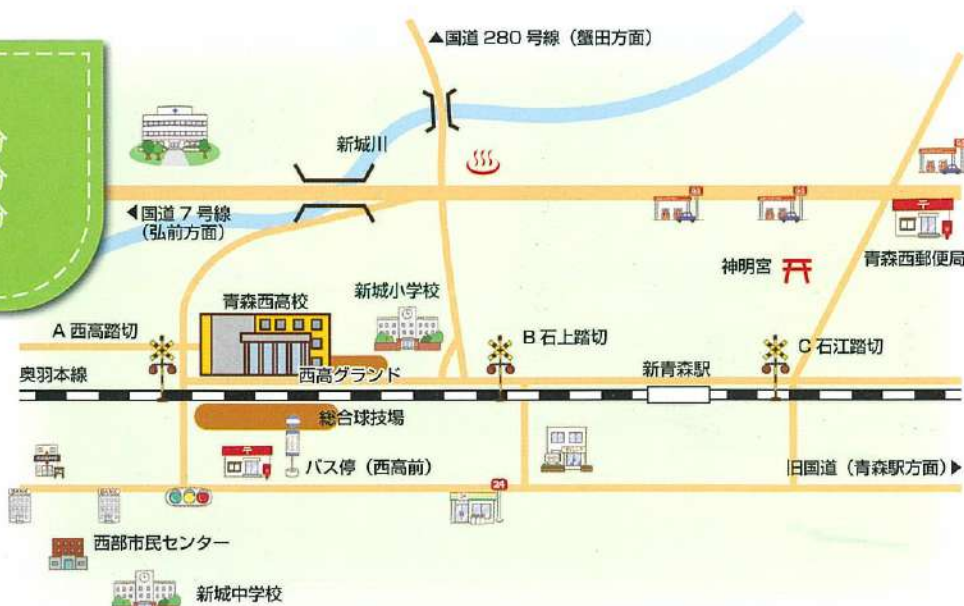 ▲国道280号線（蟹田方面）
新城川
◀国道7号線
（弘前方面）
神明宮
青森西郵便局
青森西高校
新城小学校
A 西高踏切
B 石上踏切
C 石江踏切
奥羽本線
西高グランド
新青森駅
総合球技場
バス停（西高前）
旧国道（青森駅方面）▶
24
西部市民センター
新城中学校